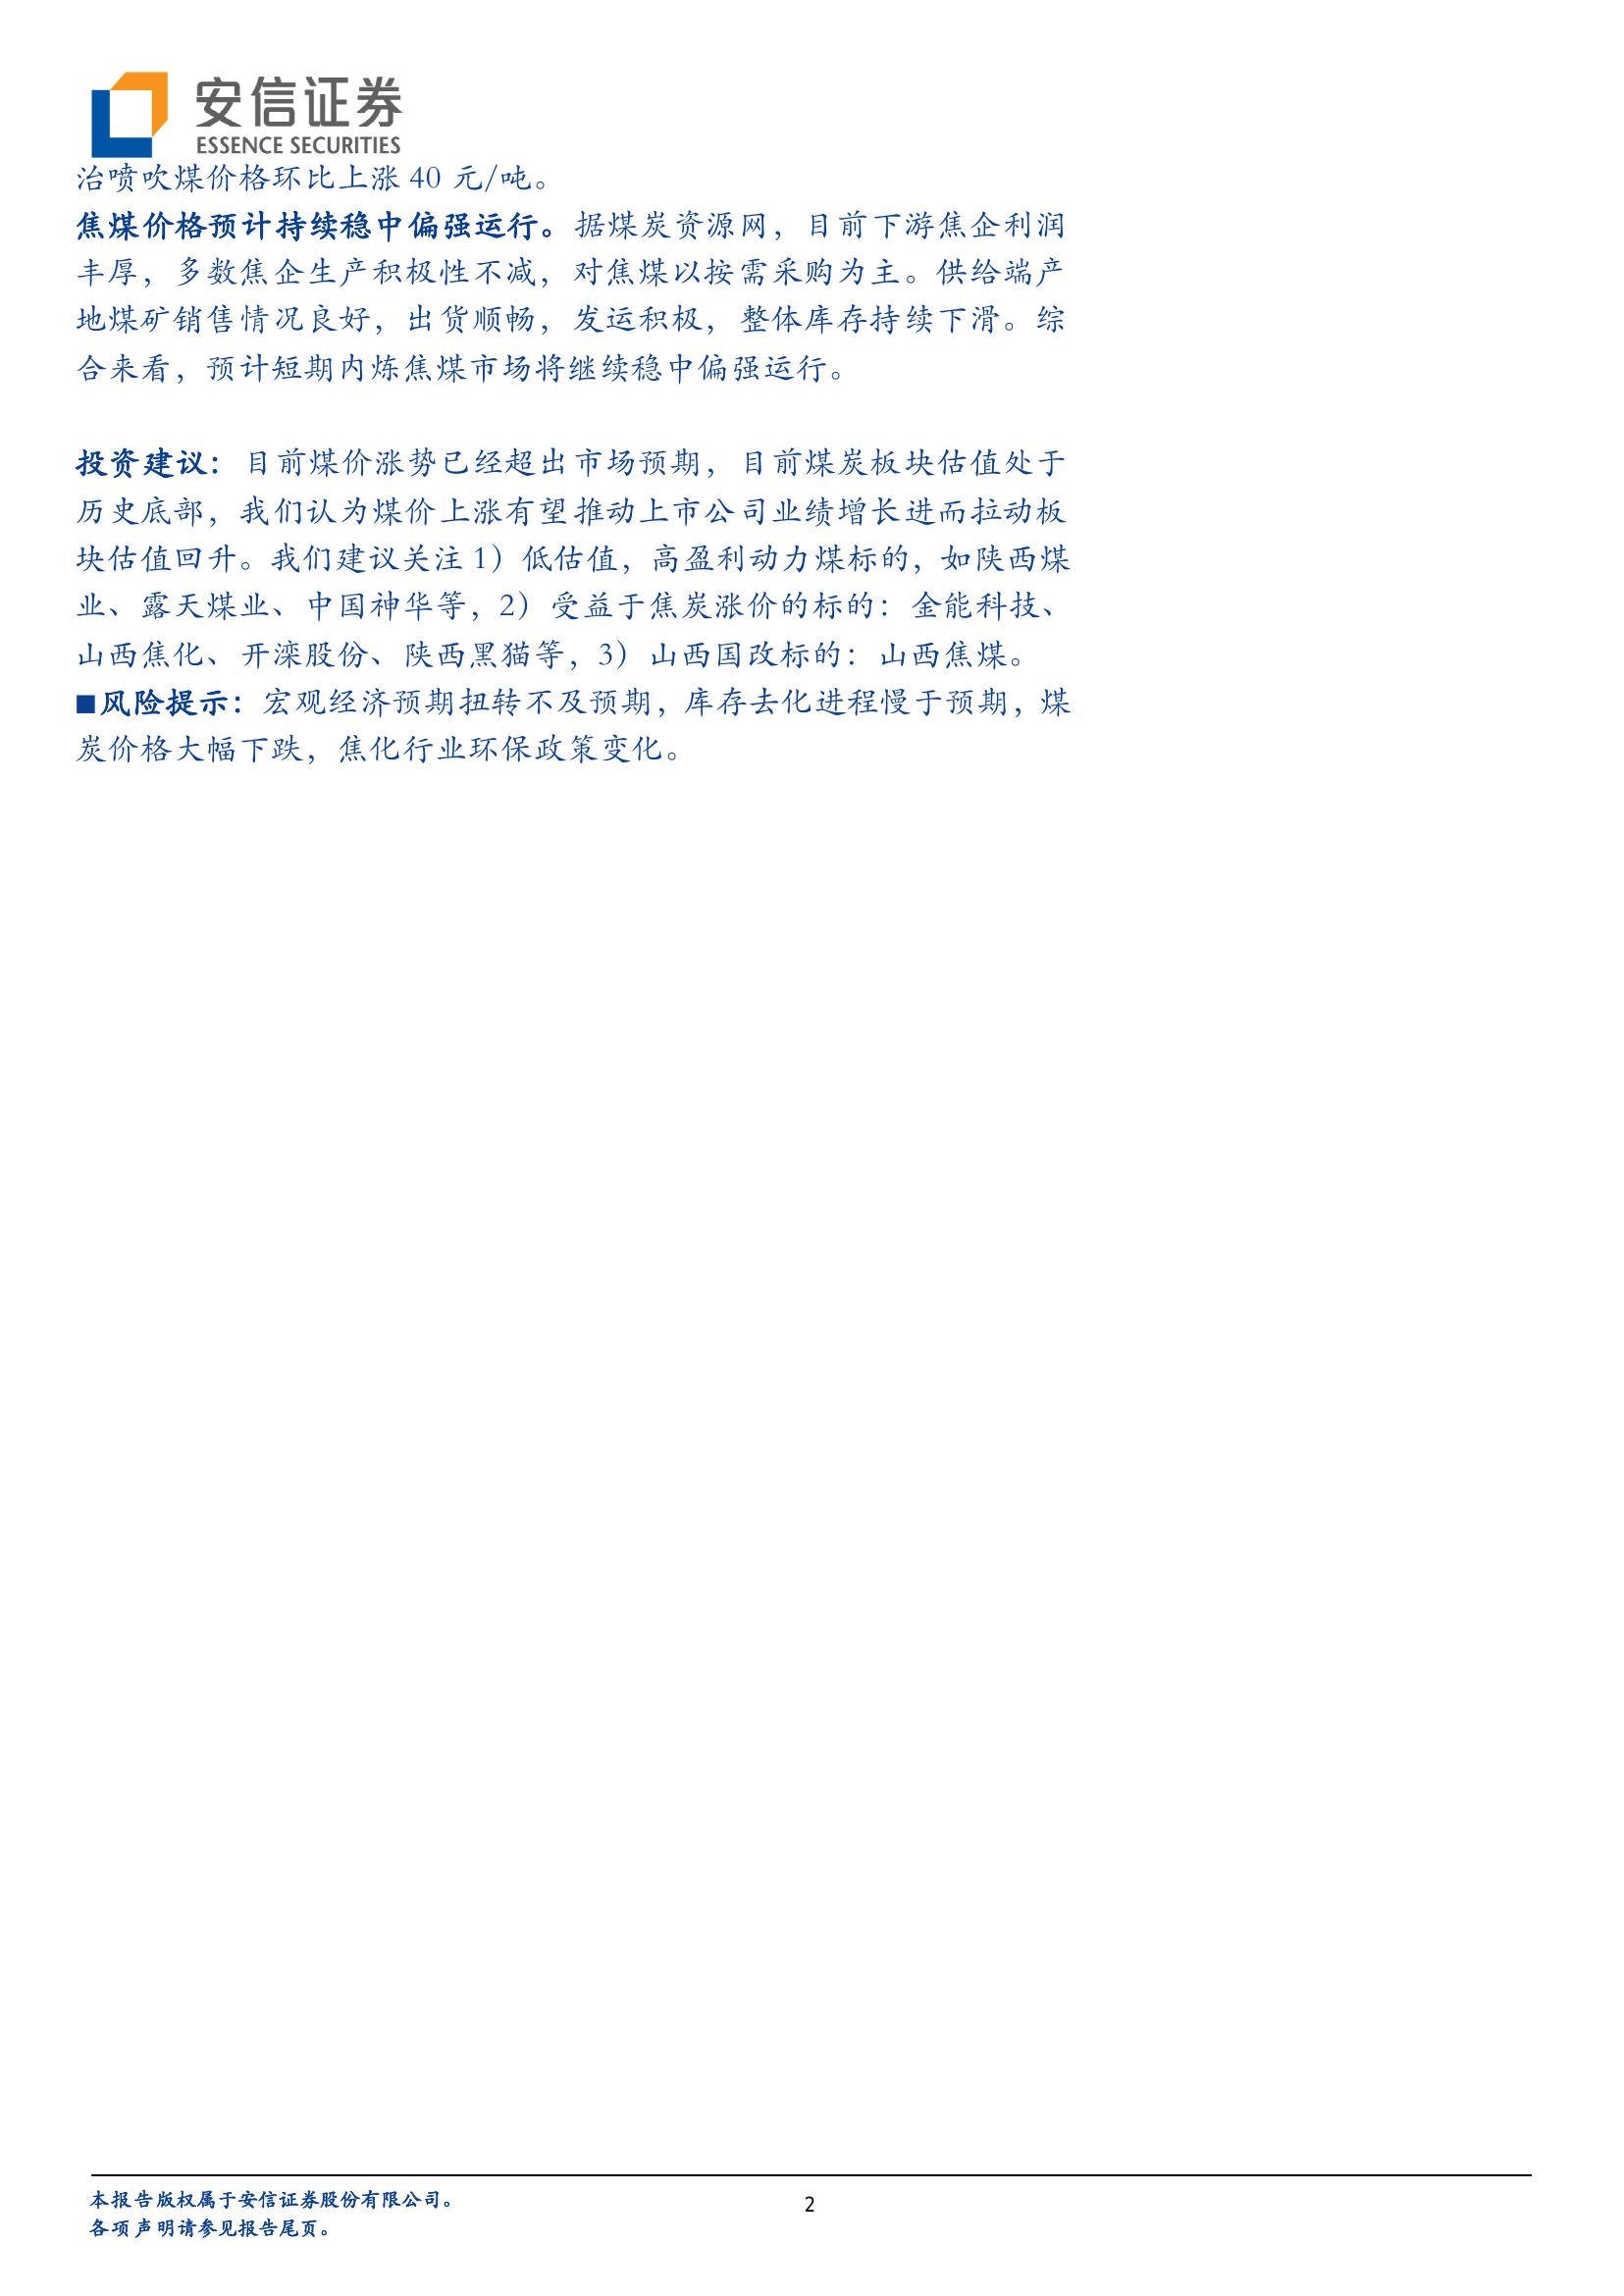 安信证券
ESSENCE SECURITIES
治喷吹煤价格环比上涨 40 元/吨。
焦煤价格预计持续稳中偏强运行。据煤炭资源网，目前下游焦企利润
丰厚，多数焦企生产积极性不减，对焦煤以按需采购为主。供给端产
地煤矿销售情况良好，出货顺畅，发运积极，整体库存持续下滑。综
合来看，预计短期内炼焦煤市场将继续稳中偏强运行。
投资建议：目前煤价涨势已经超出市场预期，目前煤炭板块估值处于
历史底部，我们认为煤价上涨有望推动上市公司业绩增长进而拉动板
块估值回升。我们建议关注 1）低估值，高盈利动力煤标的，如陕西煤
业、露天煤业、中国神华等，2）受益于焦炭涨价的标的：金能科技、
山西焦化、开滦股份、陕西黑猫等，3）山西国改标的：山西焦煤。
■风险提示：宏观经济预期扭转不及预期，库存去化进程慢于预期，煤
炭价格大幅下跌，焦化行业环保政策变化。
本报告版权属于安信证券股份有限公司。
各项声明请参见报告尾页。
2